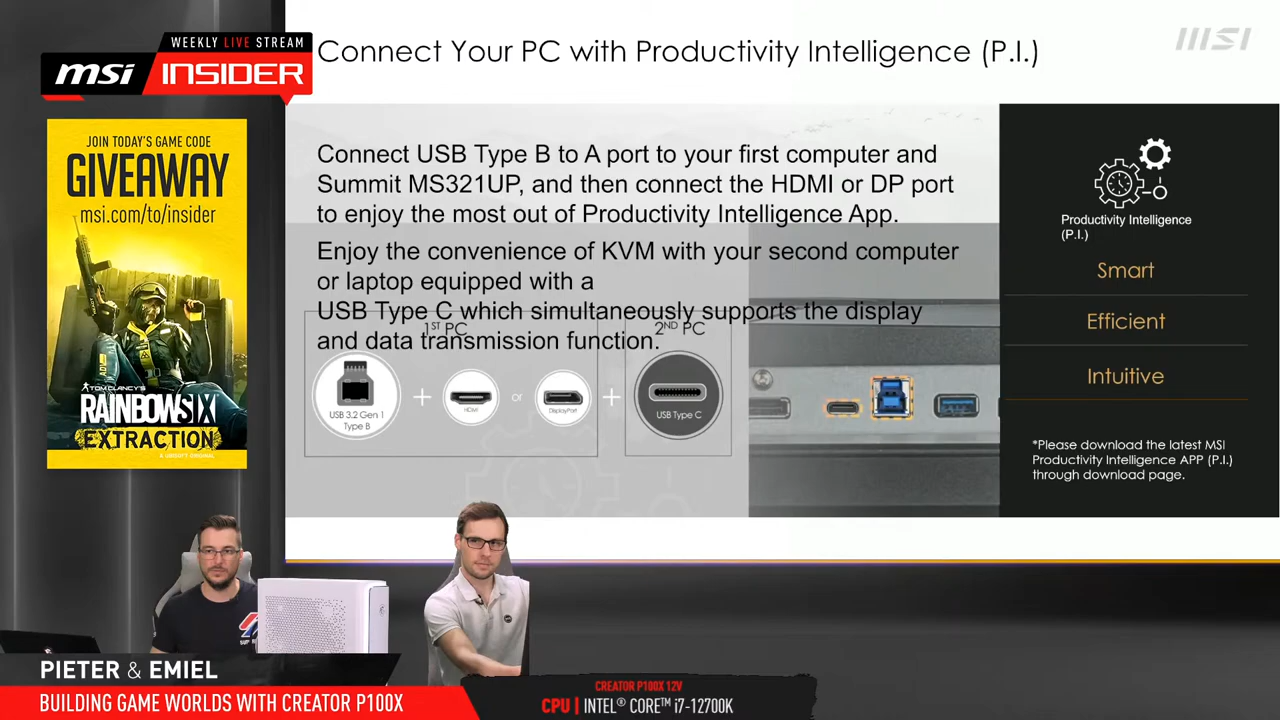 WEEKLY LIVE STREAM
msi INSIDER
JOIN TODAY'S GAME CODE
GIVEAWAY
msi.com/to/insider
TOM CLANCY'S
RAINBOWSIX
EXTRACTION
A UBISOFT ORIGINAL
Connect Your PC with Productivity Intelligence (P.I.)
msi
Connect USB Type B to A port to your first computer and
Summit MS321UP, and then connect the HDMI or DP port
to enjoy the most out of Productivity Intelligence App.
Enjoy the convenience of KVM with your second computer
or laptop equipped with a
USB Type C which simultaneously supports the display
and data transmission function.
1ST PC
2ND PC
USB 3.2 Gen 1
Type B
+
HDMI
or
DisplayPort
+
USB Type C
Productivity Intelligence
(P.I.)
Smart
Efficient
Intuitive
*Please download the latest MSI
Productivity Intelligence APP (P.I.)
through download page.
PIETER & EMIEL
BUILDING GAME WORLDS WITH CREATOR P100X
CREATOR P100X 12V
CPU | INTEL® CORE™ i7-12700K